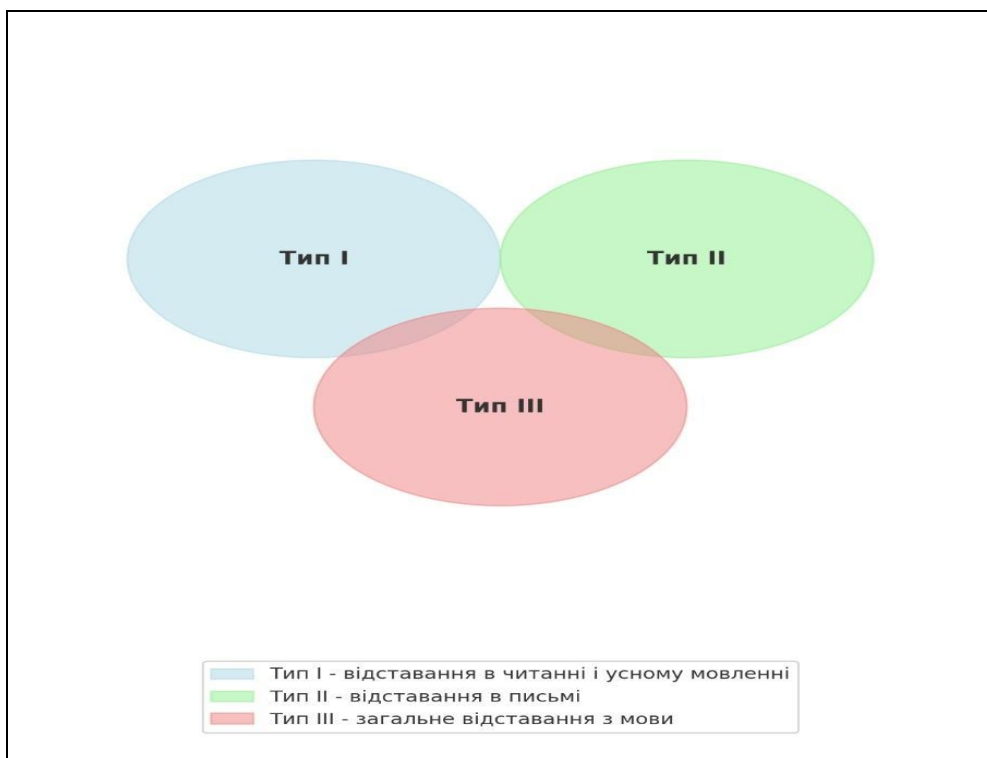 Тип I
Тип II
Тип III
Тип I - відставання в читанні і усному мовленні
Тип II - відставання в письмі
Тип III - загальне відставання з мови